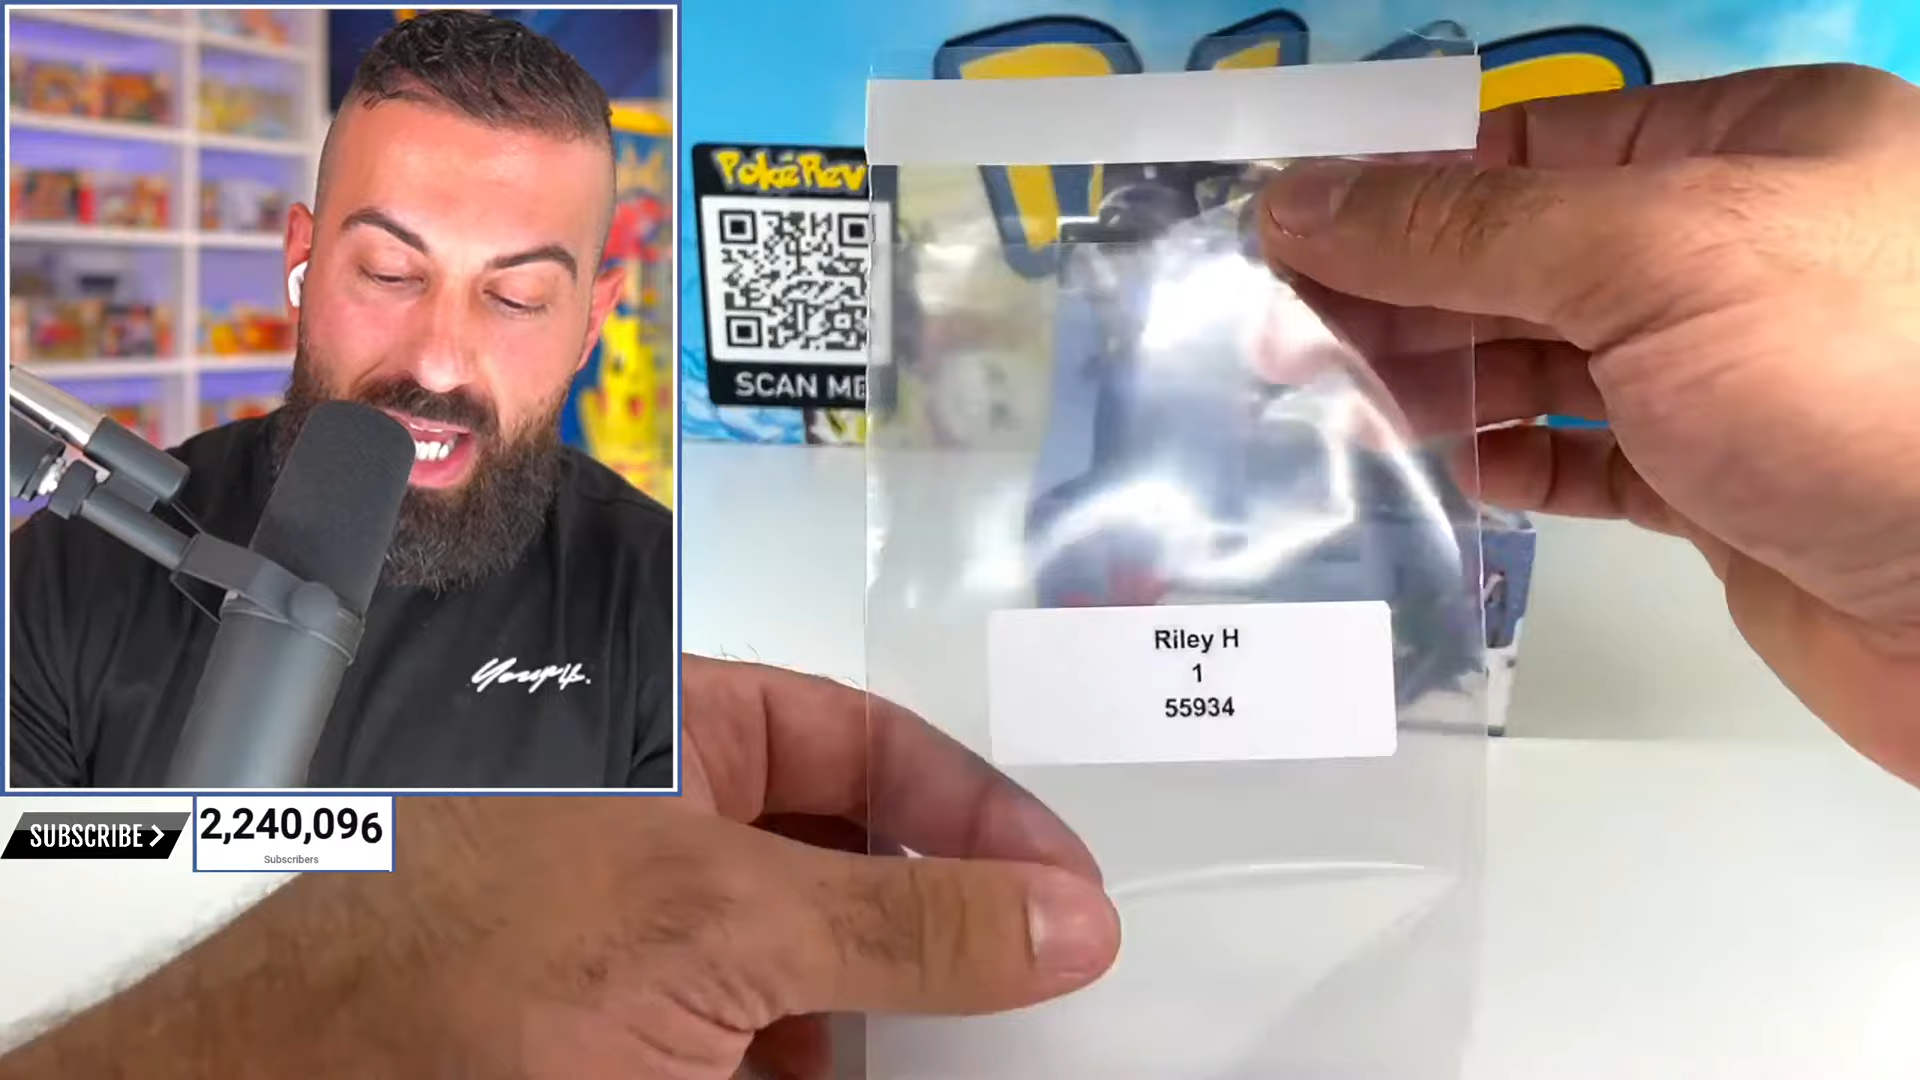 PokéRev
SCAN ME
Riley H
1
55934
SUBSCRIBE
2,240,096
Subscribers